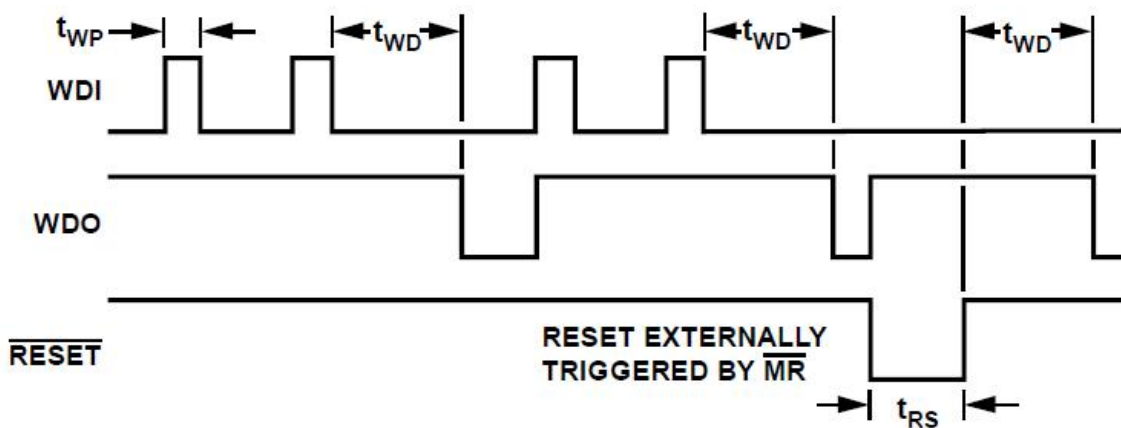 tWP
tWD
tWD
tWD
WDI
WDO
RESET
RESET EXTERNALLY
TRIGGERED BY MR
tRS